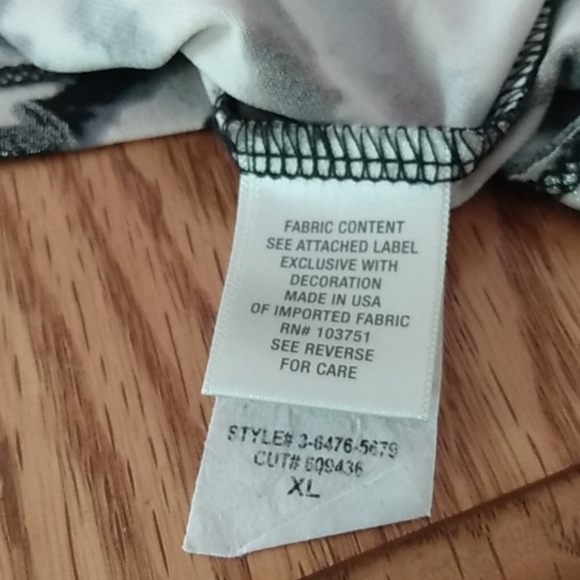 FABRIC CONTENT
SEE ATTACHED LABEL
EXCLUSIVE WITH
DECORATION
MADE IN USA
OF IMPORTED FABRIC
RN# 103751
SEE REVERSE
FOR CARE
STYLE# 3-6476-5679
CUT# 609436
XL